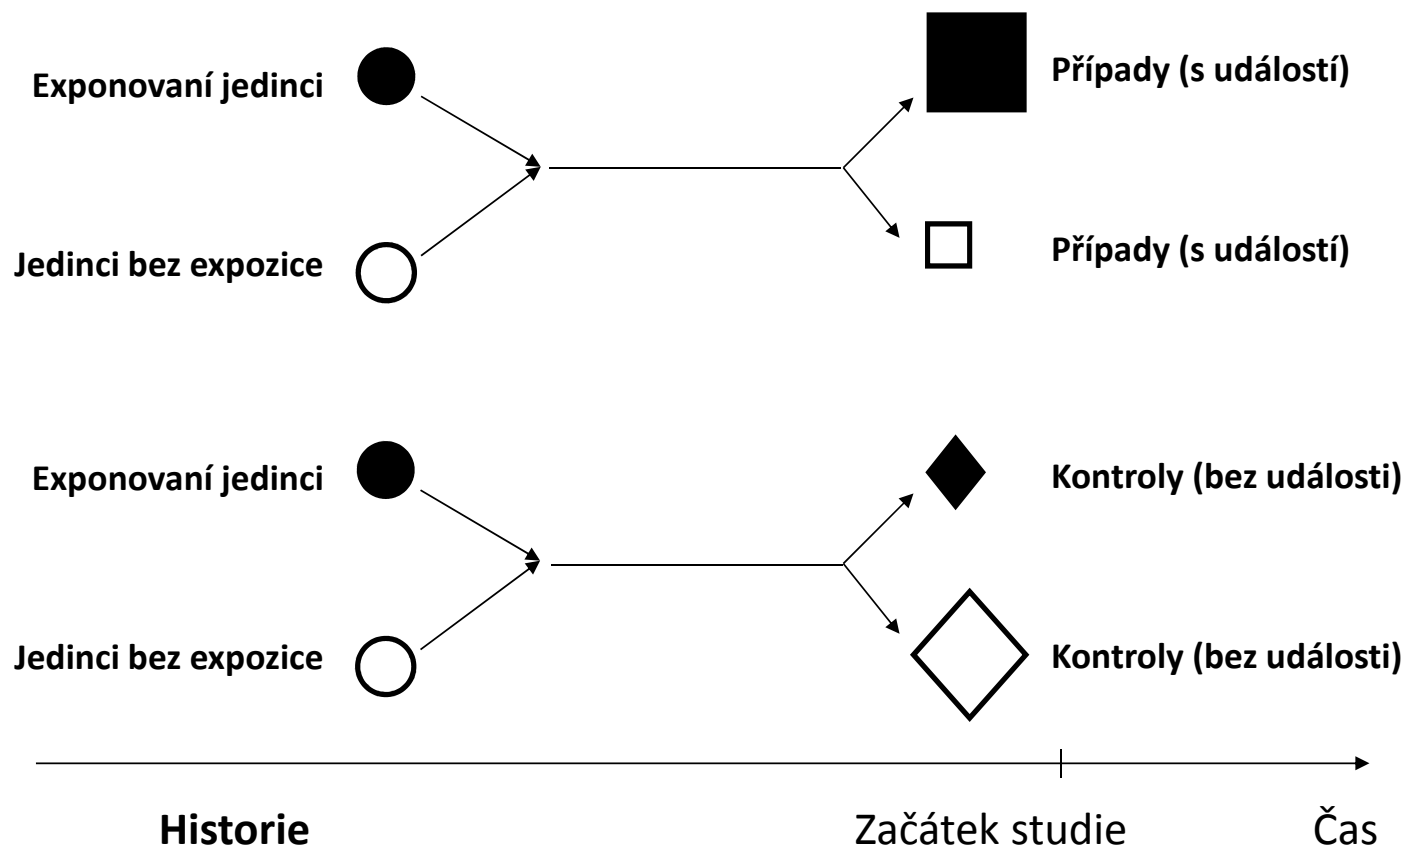 Exponovaní jedinci
Případy (s událostí)
Jedinci bez expozice
Případy (s událostí)
Exponovaní jedinci
Kontroly (bez události)
Jedinci bez expozice
Kontroly (bez události)
Historie
Začátek studie
Čas